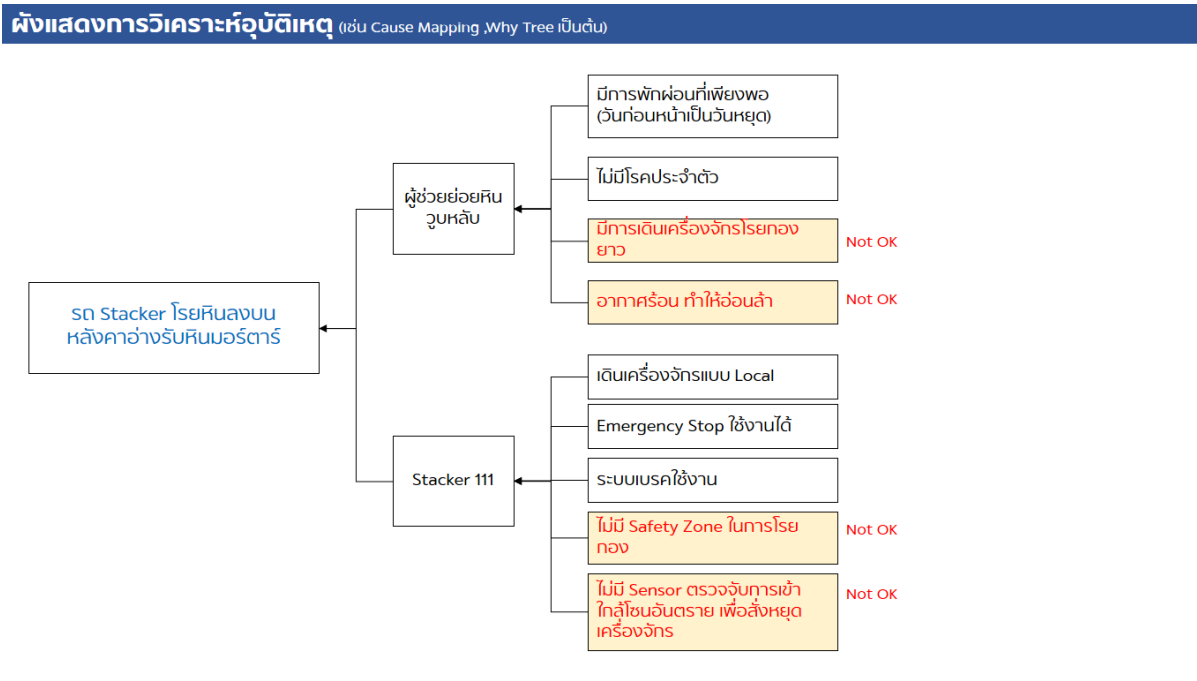 ผังแสดงการวิเคราะห์อุบัติเหตุ (เช่น Cause Mapping ,Why Tree เป็นต้น)
มีการพักผ่อนที่เพียงพอ
(วันก่อนหน้าเป็นวันหยุด)
ไม่มีโรคประจำตัว
ผู้ช่วยย่อยหิน
วูบหลับ
มีการเดินเครื่องจักรโรยกอง
ยาว
Not OK
อากาศร้อน ทำให้อ่อนล้า
Not OK
รถ Stacker โรยหินลงบน
หลังคาอ่างรับหินมอร์ตาร์
เดินเครื่องจักรแบบ Local
Emergency Stop ใช้งานได้
Stacker 111
ระบบเบรคใช้งาน
ไม่มี Safety Zone ในการโรย
กอง
Not OK
ไม่มี Sensor ตรวจจับการเข้า
ใกล้โซนอันตราย เพื่อสั่งหยุด
เครื่องจักร
Not OK